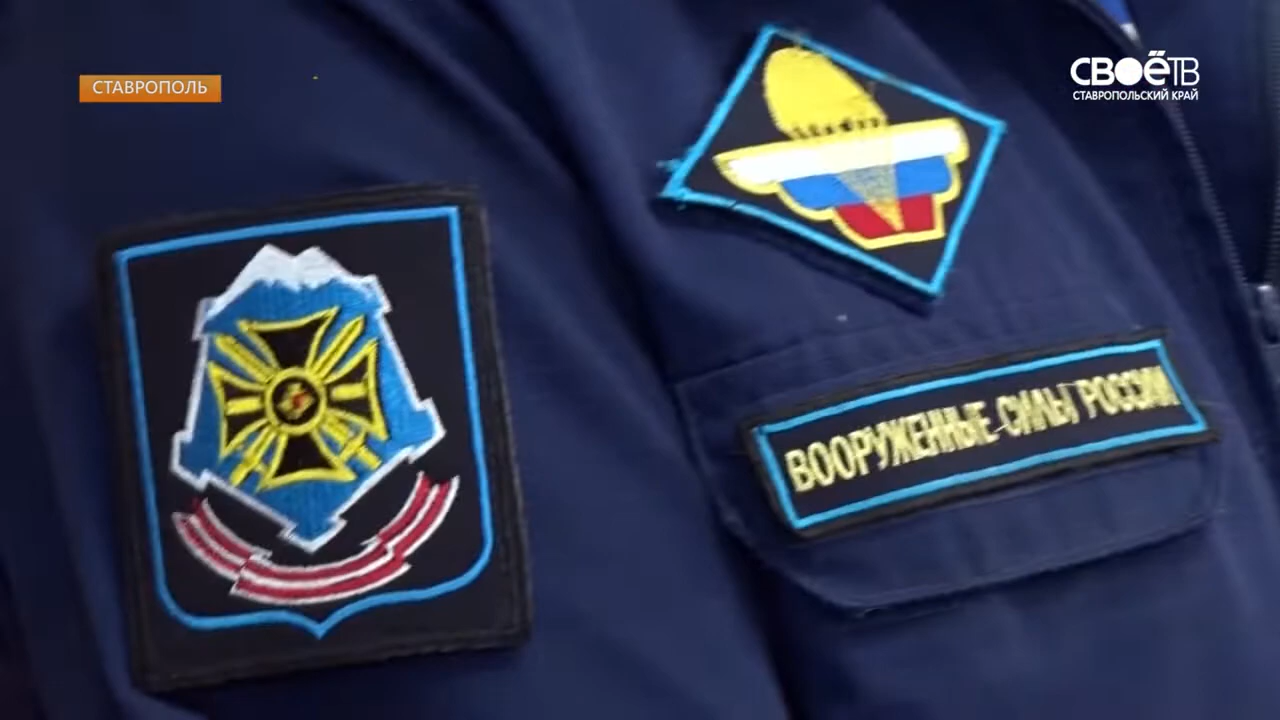 СТАВРОПОЛЬ
СВОЁТВ
СТАВРОПОЛЬСКИЙ КРАЙ
ВООРУЖЕННЫЕ СИЛЫ РОССИИ